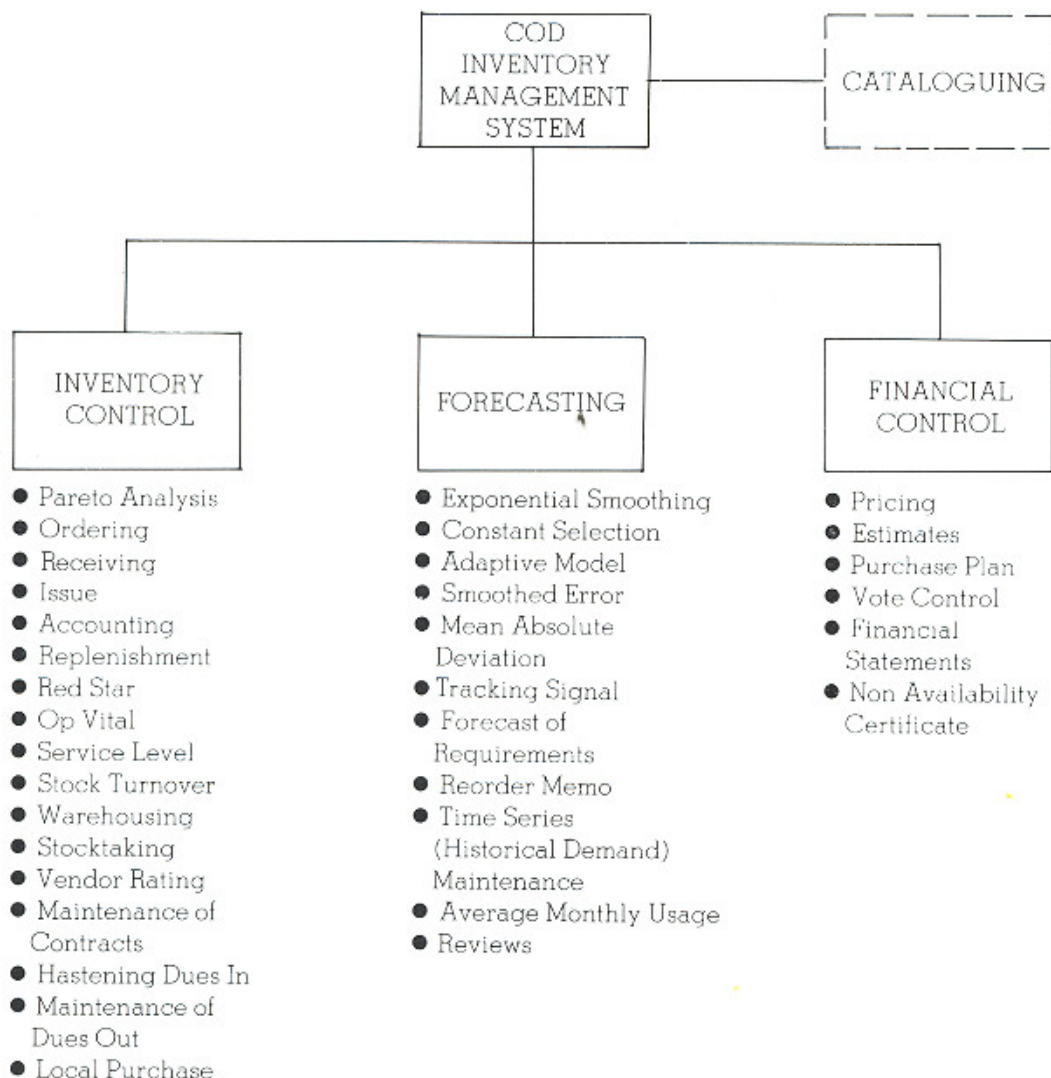 COD
INVENTORY
MANAGEMENT
SYSTEM
CATALOGUING
INVENTORY
CONTROL
● Pareto Analysis
● Ordering
● Receiving
● Issue
● Accounting
● Replenishment
● Red Star
● Op Vital
● Service Level
● Stock Turnover
● Warehousing
● Stocktaking
● Vendor Rating
● Maintenance of
Contracts
● Hastening Dues In
● Maintenance of
Dues Out
● Local Purchase
FORECASTING
● Exponential Smoothing
● Constant Selection
● Adaptive Model
● Smoothed Error
● Mean Absolute
Deviation
● Tracking Signal
● Forecast of
Requirements
● Reorder Memo
● Time Series
(Historical Demand)
Maintenance
● Average Monthly Usage
● Reviews
FINANCIAL
CONTROL
● Pricing
● Estimates
● Purchase Plan
● Vote Control
● Financial
Statements
● Non Availability
Certificate